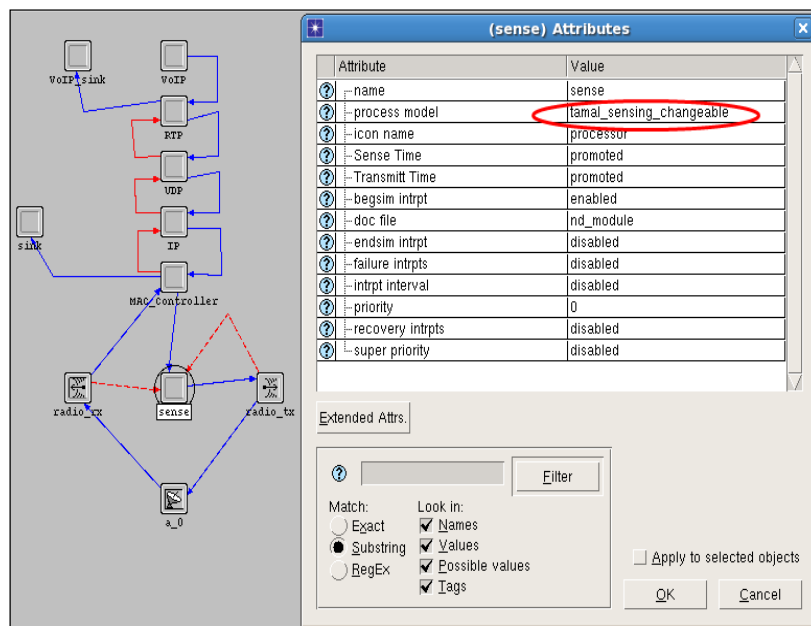 VoIP_sink
VoIP
RTP
UDP
IP
sink
MAC_Controller
radio_rx
sense
radio_tx
a_0
(sense) Attributes
Attribute Value
name sense
process model tamal_sensing_changeable
icon name processor
Sense Time promoted
Transmitt Time promoted
begsim intrpt enabled
doc file nd_module
endsim intrpt disabled
failure intrpts disabled
intrpt interval disabled
priority 0
recovery intrpts disabled
super priority disabled
Extended Attrs.
Filter
Match: Look in:
Exact Names
Substring Values
RegEx Possible values
Tags
Apply to selected objects
OK Cancel